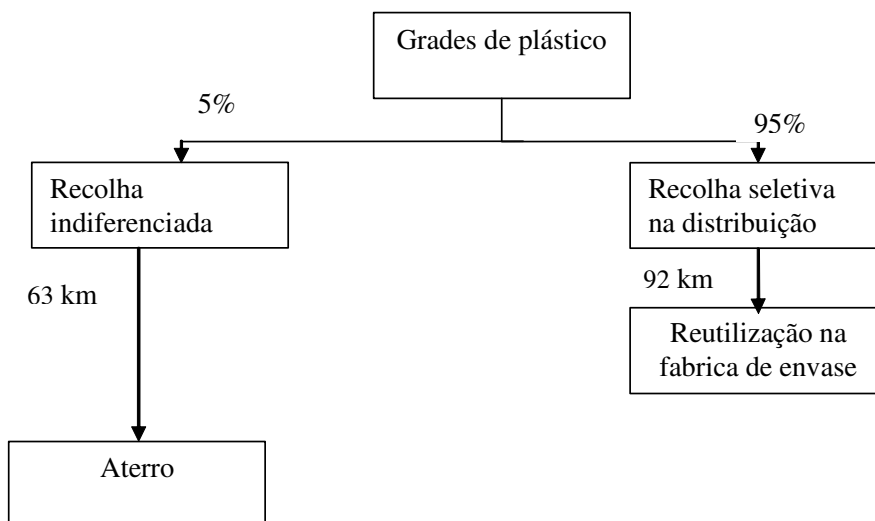 Grades de plástico
5%
95%
Recolha
indiferenciada
Recolha seletiva
na distribuição
63 km
92 km
Reutilização na
fabrica de envase
Aterro